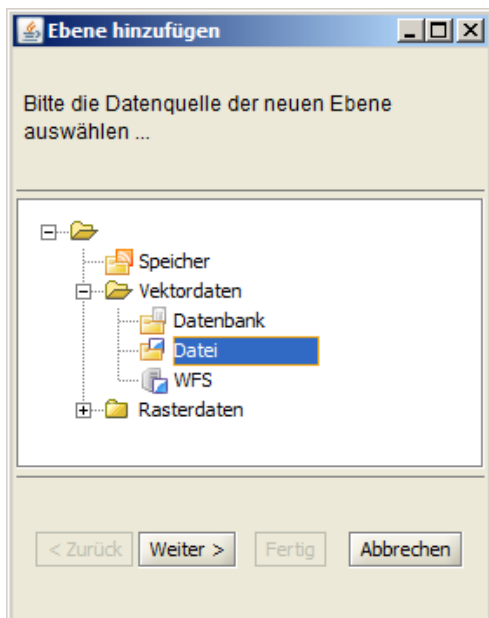 Ebene hinzufügen
Bitte die Datenquelle der neuen Ebene
auswählen ...
Speicher
Vektordaten
Datenbank
Datei
WFS
Rasterdaten
< Zurück Weiter > Fertig Abbrechen